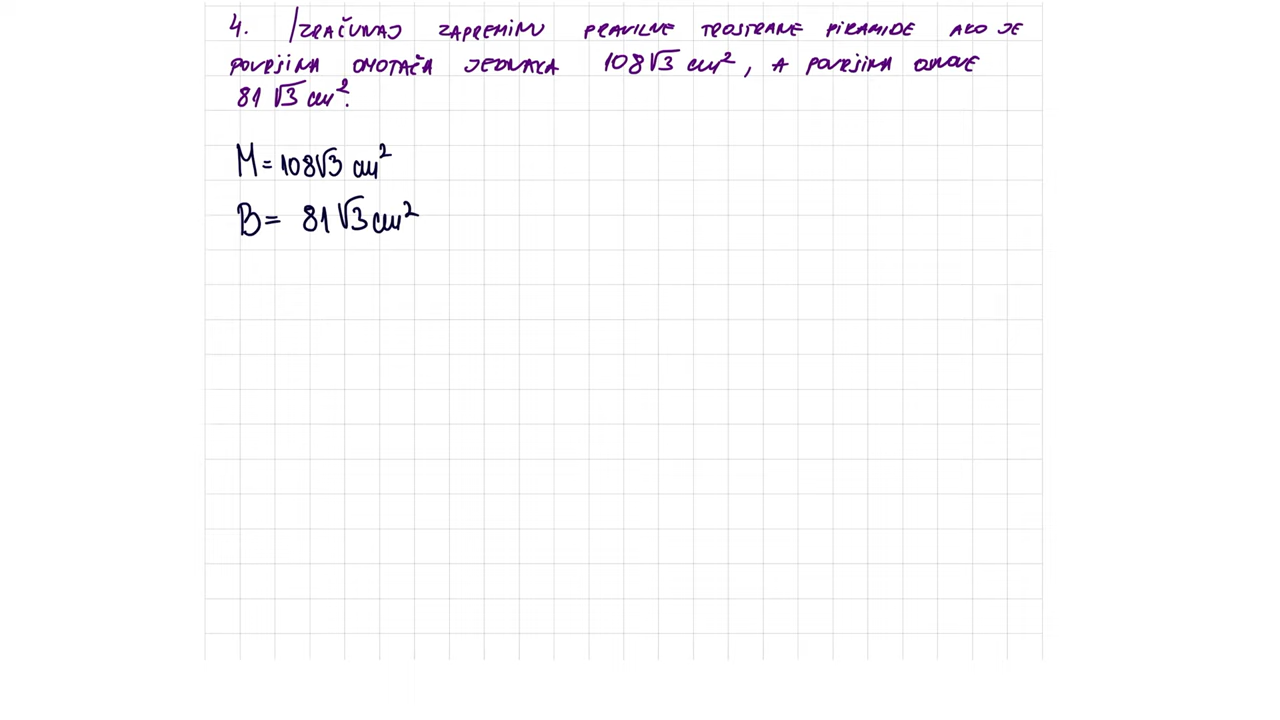 4. IZRAČUNAJ ZAPREMINU PRAVILNE TROSTRANE PIRAMIDE AKO JE
POVRŠINA OMOTAČA JEDNAKA 108√3 cm², A POVRŠINA OSNOVE
81√3 cm².
M = 108√3 cm²
B = 81√3 cm²